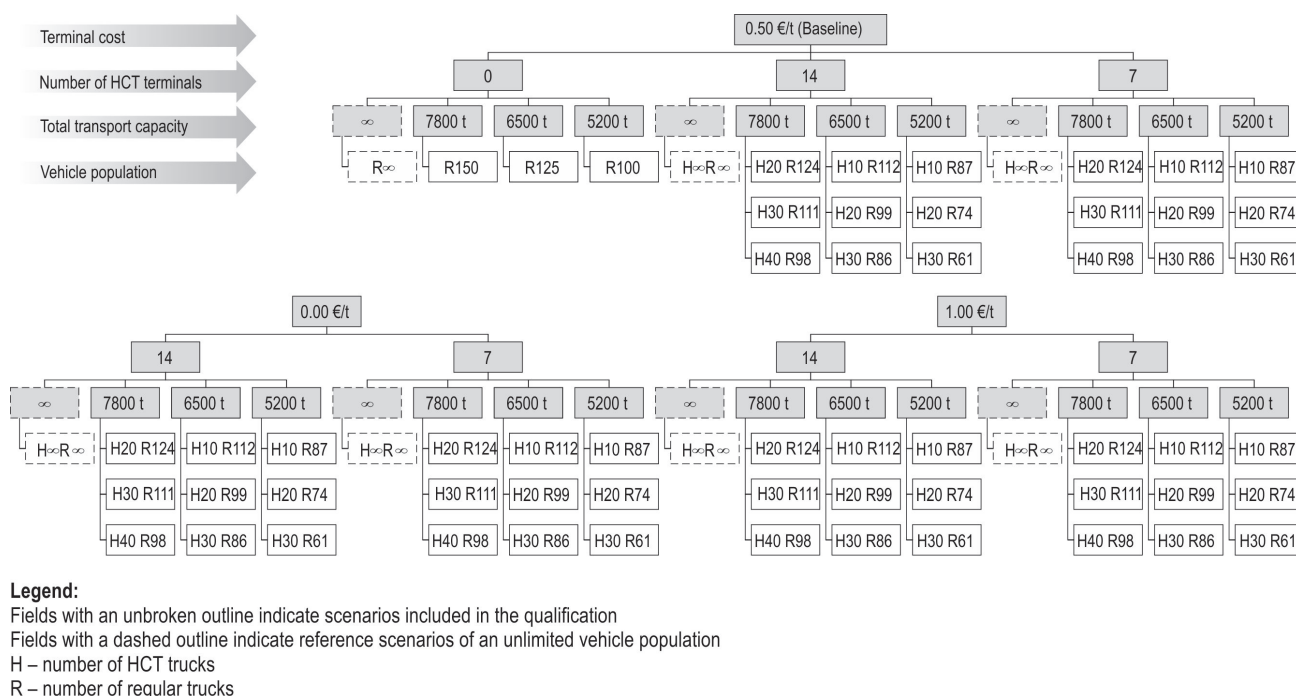 Terminal cost
0.50 €/t (Baseline)
Number of HCT terminals
0 14 7
Total transport capacity
∞ 7800 t 6500 t 5200 t ∞ 7800 t 6500 t 5200 t ∞ 7800 t 6500 t 5200 t
Vehicle population
R∞ R150 R125 R100 H∞R∞ H20 R124 H10 R112 H10 R87 H∞R∞ H20 R124 H10 R112 H10 R87
H30 R111 H20 R99 H20 R74 H30 R111 H20 R99 H20 R74
H40 R98 H30 R86 H30 R61 H40 R98 H30 R86 H30 R61
0.00 €/t 1.00 €/t
14 7 14 7
∞ 7800 t 6500 t 5200 t ∞ 7800 t 6500 t 5200 t ∞ 7800 t 6500 t 5200 t ∞ 7800 t 6500 t 5200 t
H∞R∞ H20 R124 H10 R112 H10 R87 H∞R∞ H20 R124 H10 R112 H10 R87 H∞R∞ H20 R124 H10 R112 H10 R87 H∞R∞ H20 R124 H10 R112 H10 R87
H30 R111 H20 R99 H20 R74 H30 R111 H20 R99 H20 R74 H30 R111 H20 R99 H20 R74 H30 R111 H20 R99 H20 R74
H40 R98 H30 R86 H30 R61 H40 R98 H30 R86 H30 R61 H40 R98 H30 R86 H30 R61 H40 R98 H30 R86 H30 R61
Legend:
Fields with an unbroken outline indicate scenarios included in the qualification
Fields with a dashed outline indicate reference scenarios of an unlimited vehicle population
H – number of HCT trucks
R – number of regular trucks